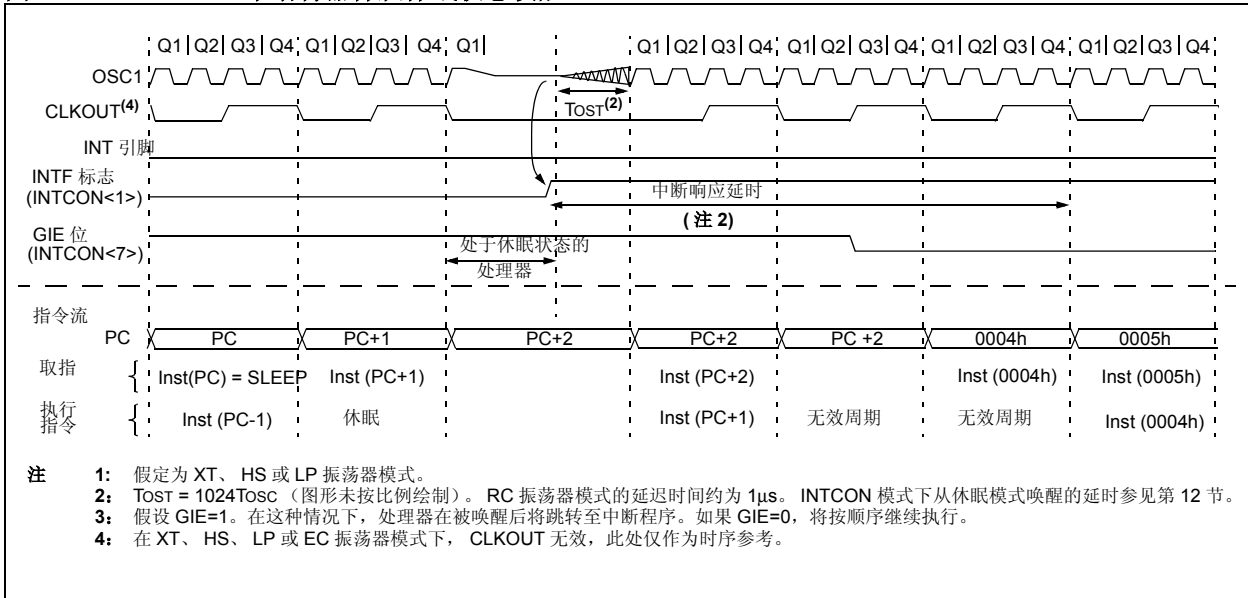 Q1 Q2 Q3 Q4 Q1 Q2 Q3 Q4 Q1 Q1 Q2 Q3 Q4 Q1 Q2 Q3 Q4 Q1 Q2 Q3 Q4 Q1 Q2 Q3 Q4
OSC1
CLKOUT(4)
TOST(2)
INT 引脚
INTF 标志
(INTCON<1>)
中断响应延时
(注 2)
GIE 位
(INTCON<7>)
处于休眠状态的
处理器
指令流
PC PC PC+1 PC+2 PC+2 PC +2 0004h 0005h
取指 { Inst(PC) = SLEEP Inst (PC+1) Inst (PC+2) Inst (0004h) Inst (0005h)
执行
指令 { Inst (PC-1) 休眠 Inst (PC+1) 无效周期 无效周期 Inst (0004h)
注 1: 假定为 XT、 HS 或 LP 振荡器模式。
2: TOST = 1024TOSC (图形未按比例绘制)。 RC 振荡器模式的延迟时间约为 1μs。 INTCON 模式下从休眠模式唤醒的延时参见第 12 节。
3: 假设 GIE=1。在这种情况下，处理器在被唤醒后将跳转至中断程序。如果 GIE=0，将按顺序继续执行。
4: 在 XT、 HS、 LP 或 EC 振荡器模式下， CLKOUT 无效，此处仅作为时序参考。